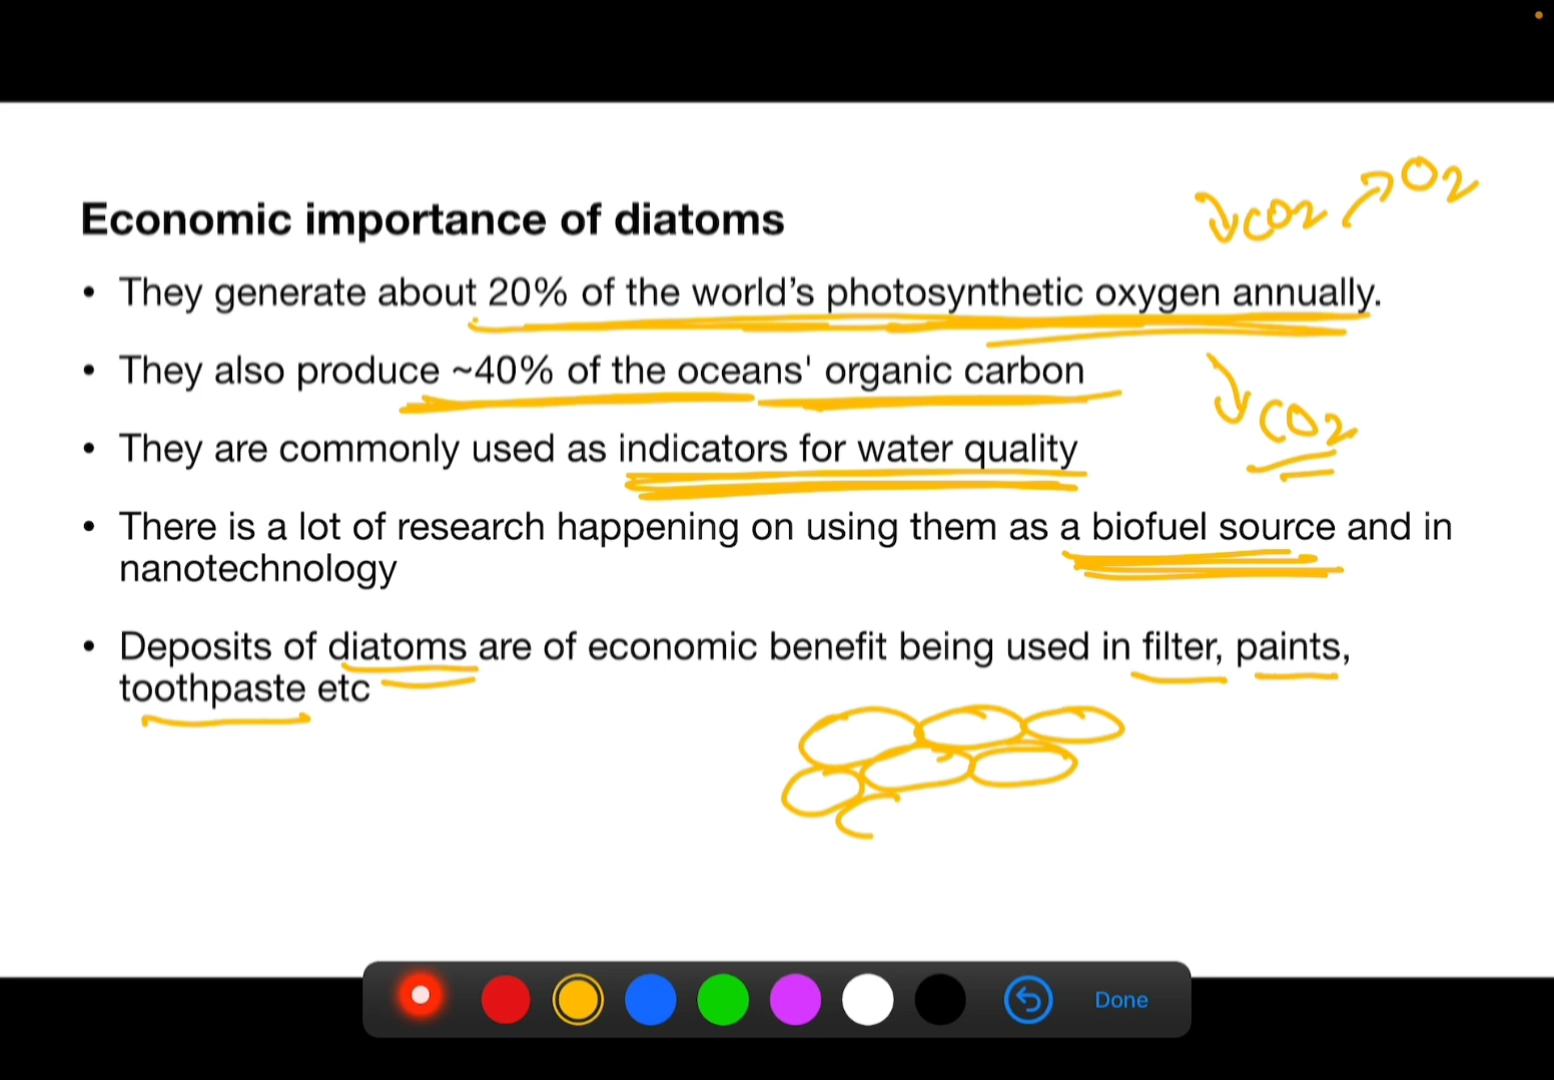 CO2 O2
Economic importance of diatoms
• They generate about 20% of the world's photosynthetic oxygen annually.
• They also produce ~40% of the oceans' organic carbon
CO2
• They are commonly used as indicators for water quality
• There is a lot of research happening on using them as a biofuel source and in
nanotechnology
• Deposits of diatoms are of economic benefit being used in filter, paints,
toothpaste etc
Done